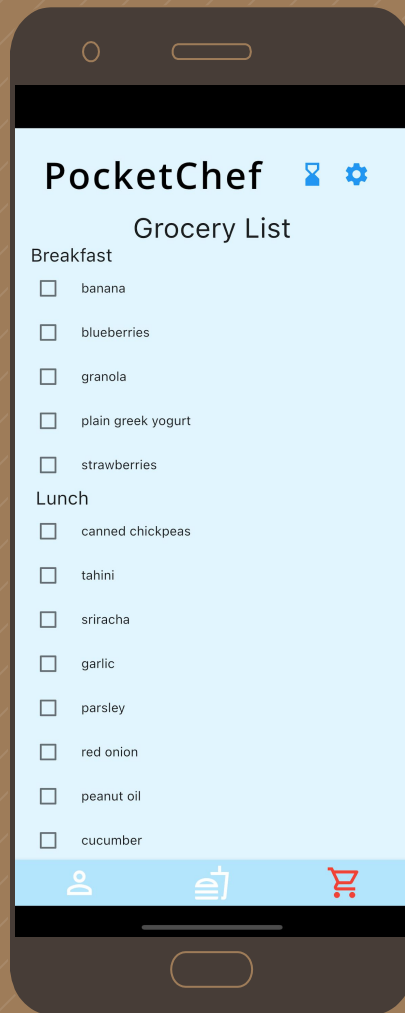 PocketChef
Grocery List
Breakfast
banana
blueberries
granola
plain greek yogurt
strawberries
Lunch
canned chickpeas
tahini
sriracha
garlic
parsley
red onion
peanut oil
cucumber